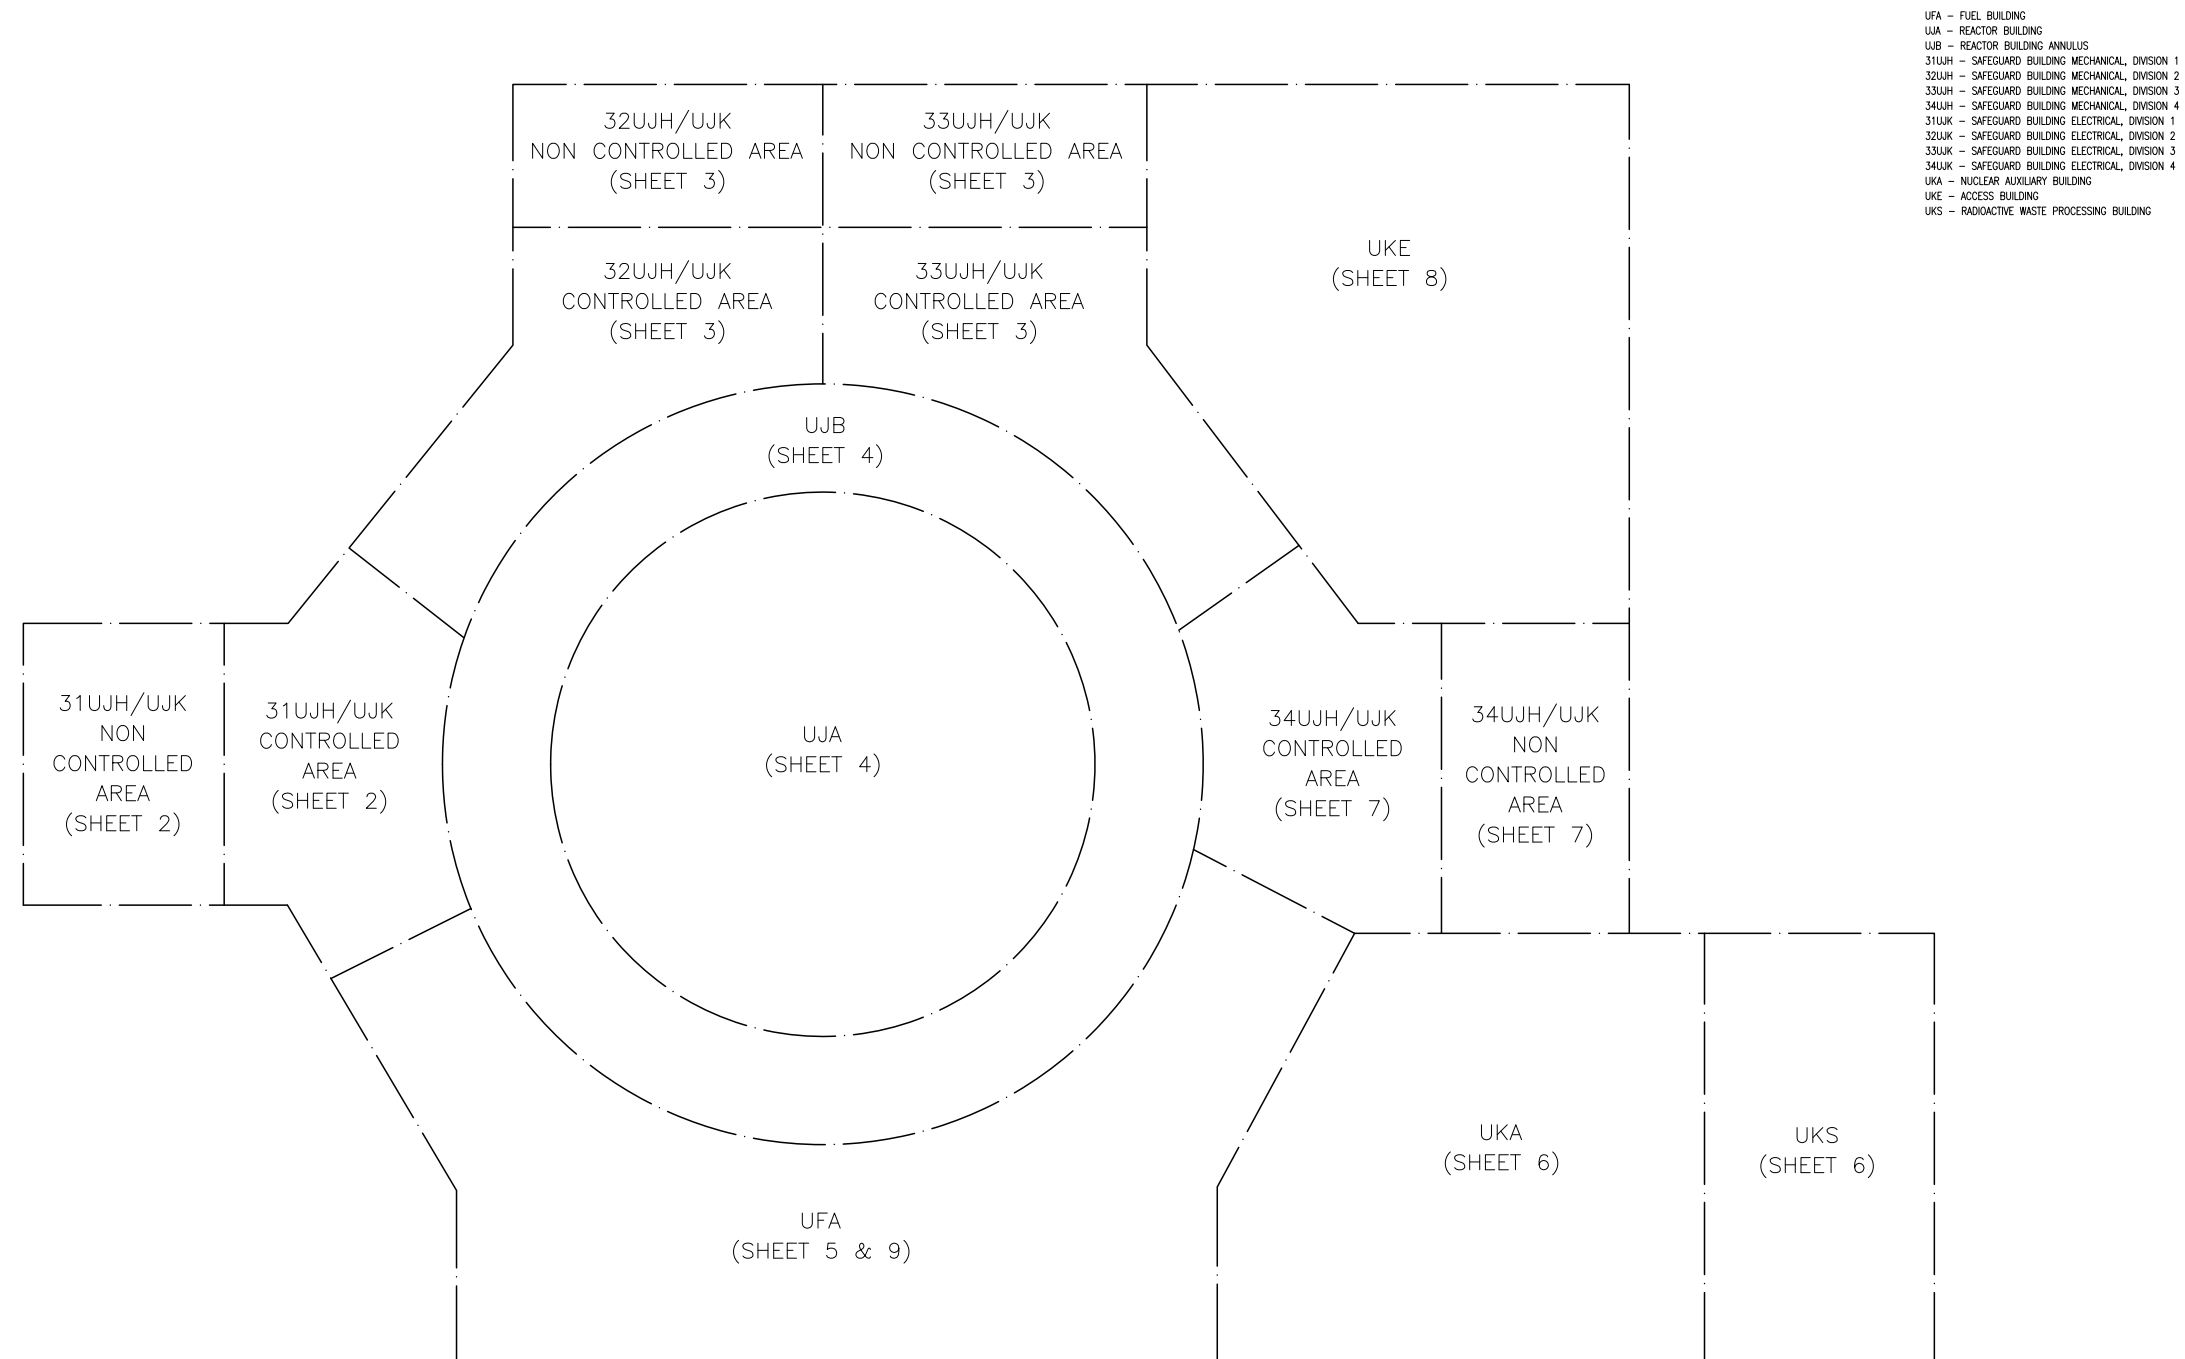 UFA – FUEL BUILDING
UJA – REACTOR BUILDING
UJB – REACTOR BUILDING ANNULUS
31UJH – SAFEGUARD BUILDING MECHANICAL, DIVISION 1
32UJH – SAFEGUARD BUILDING MECHANICAL, DIVISION 2
33UJH – SAFEGUARD BUILDING MECHANICAL, DIVISION 3
34UJH – SAFEGUARD BUILDING MECHANICAL, DIVISION 4
31UJK – SAFEGUARD BUILDING ELECTRICAL, DIVISION 1
32UJK – SAFEGUARD BUILDING ELECTRICAL, DIVISION 2
33UJK – SAFEGUARD BUILDING ELECTRICAL, DIVISION 3
34UJK – SAFEGUARD BUILDING ELECTRICAL, DIVISION 4
UKA – NUCLEAR AUXILIARY BUILDING
UKE – ACCESS BUILDING
UKS – RADIOACTIVE WASTE PROCESSING BUILDING
32UJH/UJK
NON CONTROLLED AREA
(SHEET 3)
33UJH/UJK
NON CONTROLLED AREA
(SHEET 3)
32UJH/UJK
CONTROLLED AREA
(SHEET 3)
33UJH/UJK
CONTROLLED AREA
(SHEET 3)
UKE
(SHEET 8)
UJB
(SHEET 4)
31UJH/UJK
NON
CONTROLLED
AREA
(SHEET 2)
31UJH/UJK
CONTROLLED
AREA
(SHEET 2)
UJA
(SHEET 4)
34UJH/UJK
CONTROLLED
AREA
(SHEET 7)
34UJH/UJK
NON
CONTROLLED
AREA
(SHEET 7)
UKA
(SHEET 6)
UKS
(SHEET 6)
UFA
(SHEET 5 & 9)